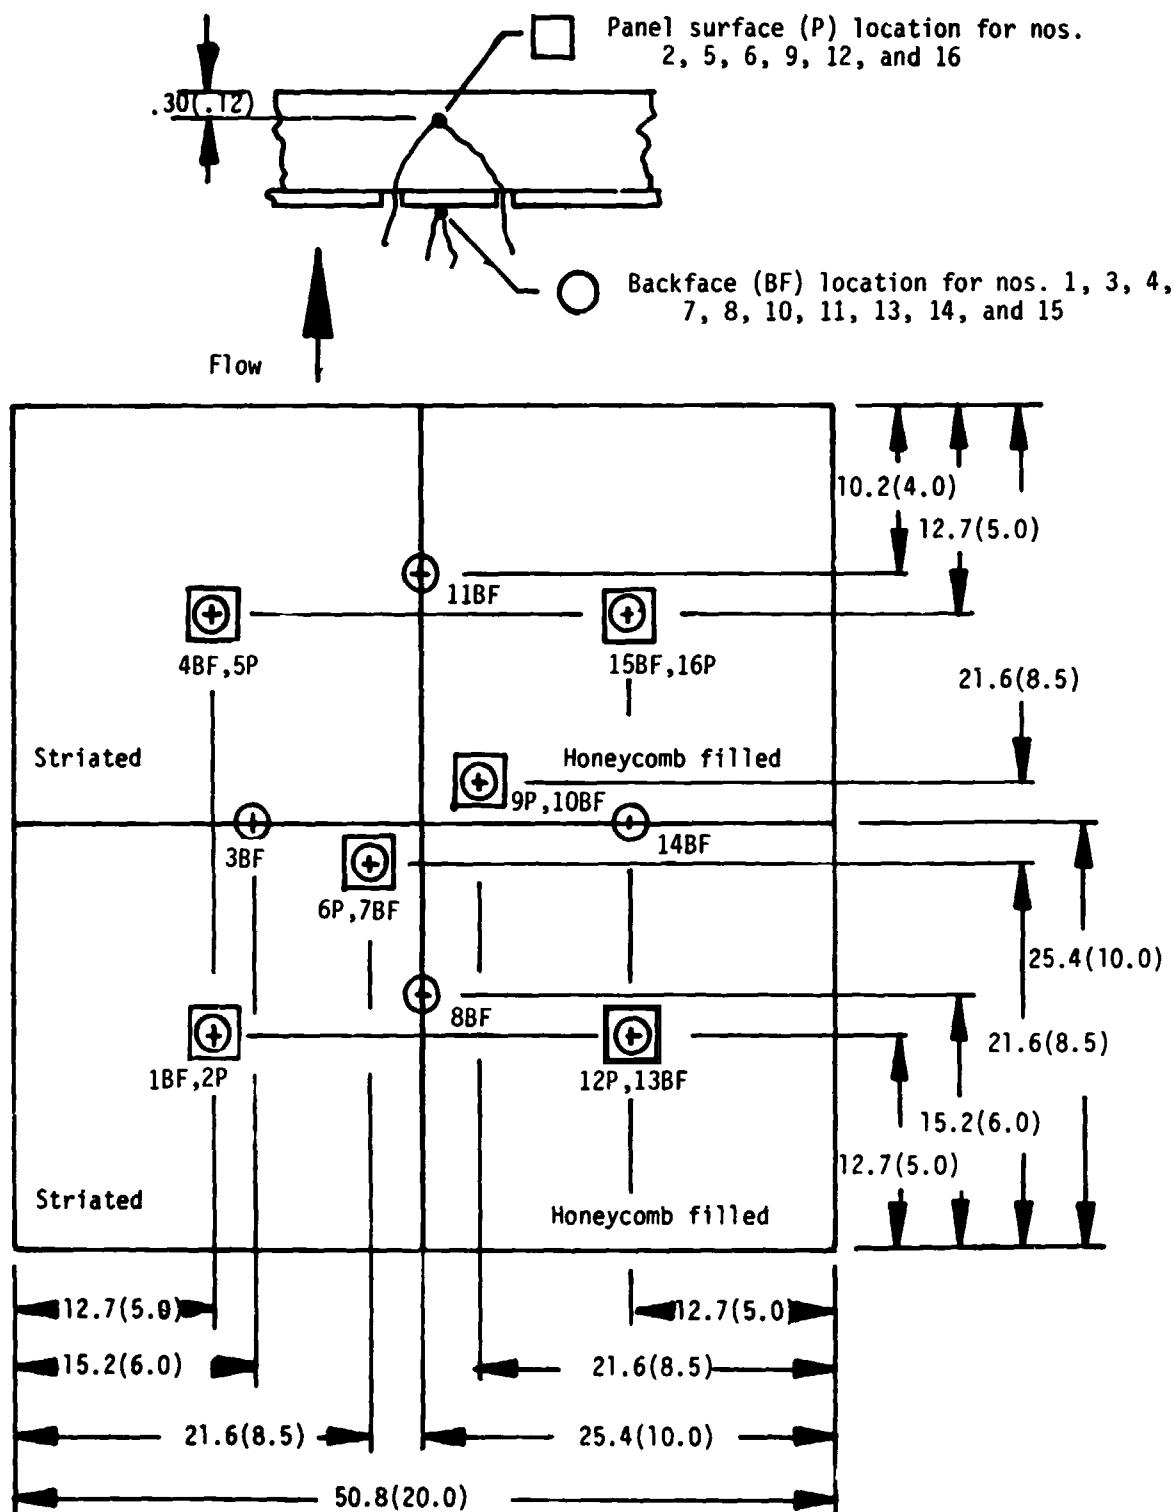 Panel surface (P) location for nos.
2, 5, 6, 9, 12, and 16
.30(.12)
Backface (BF) location for nos. 1, 3, 4,
7, 8, 10, 11, 13, 14, and 15
Flow
10.2(4.0)
12.7(5.0)
11BF
4BF,5P
15BF,16P
21.6(8.5)
Striated
Honeycomb filled
9P,10BF
3BF
14BF
6P,7BF
25.4(10.0)
8BF
21.6(8.5)
1BF,2P
12P,13BF
15.2(6.0)
12.7(5.0)
Striated
Honeycomb filled
12.7(5.0)
12.7(5.0)
15.2(6.0)
21.6(8.5)
21.6(8.5)
25.4(10.0)
50.8(20.0)